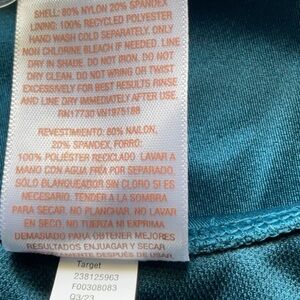 SHELL: 80% NYLON 20% SPANDEX
LINING: 100% RECYCLED POLYESTER
HAND WASH COLD SEPARATELY, ONLY
NON CHLORINE BLEACH IF NEEDED. LINE
DRY IN SHADE. DO NOT IRON. DO NOT
DRY CLEAN. DO NOT WRING OR TWIST
EXCESSIVELY FOR BEST RESULTS RINSE
AND LINE DRY IMMEDIATELY AFTER USE.
RN17730 VN1975188
REVESTIMIENTO: 80% NAILON,
20% SPANDEX, FORRO:
100% POLIÉSTER RECICLADO LAVAR A
MANO CON AGUA FRIA POR SEPARADO.
SÓLO BLANQUEADOR SIN CLORO SI ES
NECESARIO. TENDER A LA SOMBRA
PARA SECAR. NO PLANCHAR. NO LAVAR
EN SECO. NO TUERZA NI EXPRIMA
DEMASIADO PARA OBTENER MEJORES
RESULTADOS ENJUAGAR Y SECAR
DESPUÉS DE USAR.
Target
238125963
F00308083
Q3/23